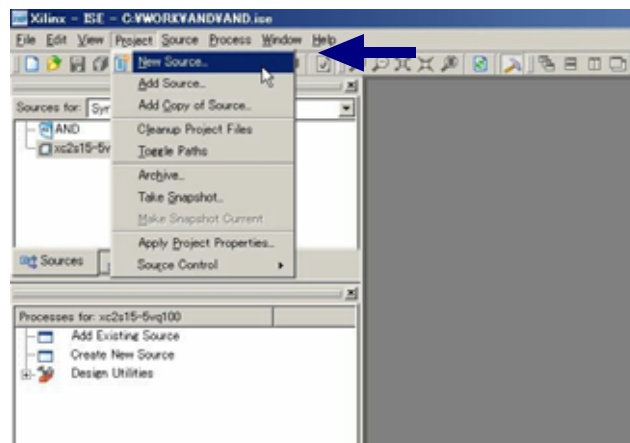 Xilinx - ISE - C:¥WORK¥AND¥AND.ise
File Edit View Project Source Process Window Help
New Source..
Add Source..
Sources for: Syn
Add Copy of Source..
AND
Cleanup Project Files
xc2s15-5v
Toggle Paths
Archive..
Take Snapshot..
Make Snapshot Current
Apply Project Properties..
Sources
Source Control
Processes for: xc2s15-5vq100
Add Existing Source
Create New Source
Design Utilities